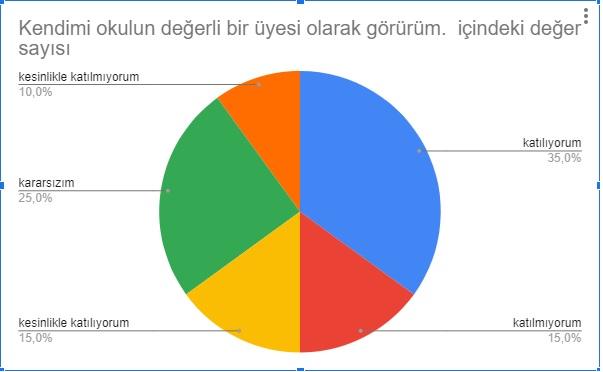 Kendimi okulun değerli bir üyesi olarak görürüm.  içindeki değer
sayısı
kesinlikle katılmıyorum
10,0%
katılıyorum
35,0%
kararsızım
25,0%
kesinlikle katılıyorum
15,0%
katılmıyorum
15,0%